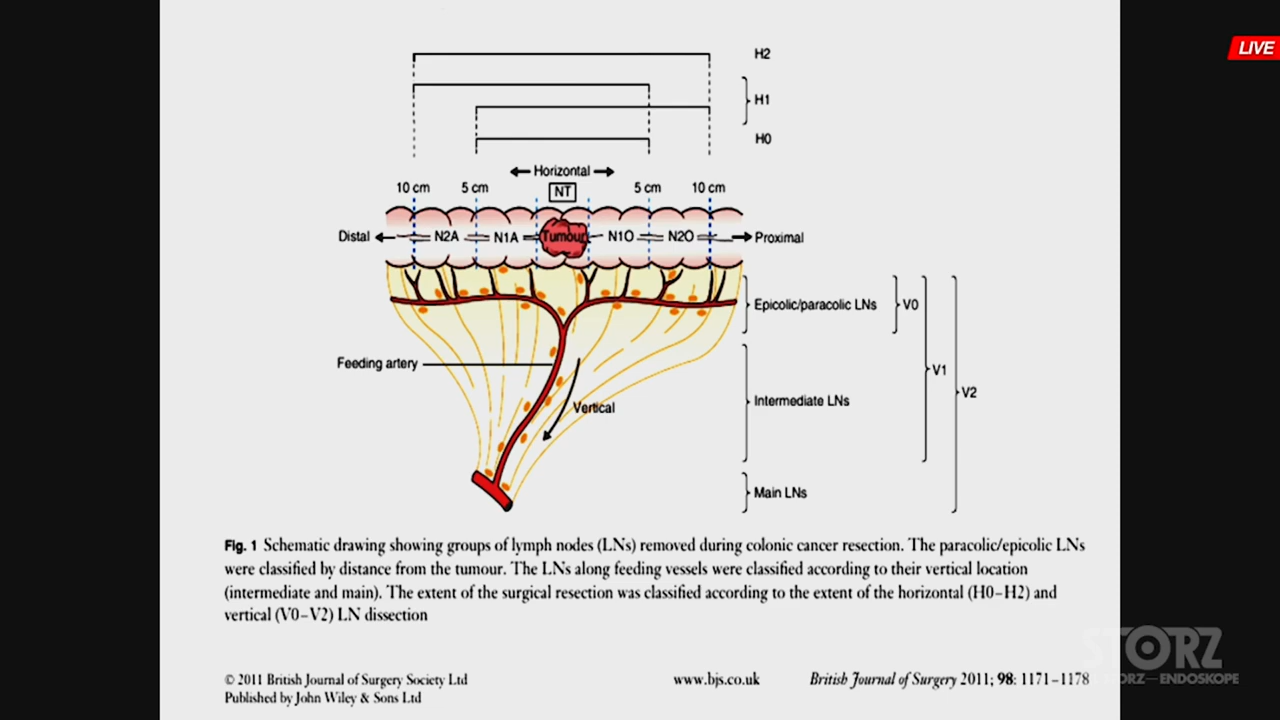 LIVE
H2
H1
H0
Horizontal
10 cm 5 cm NT 5 cm 10 cm
Distal N2A N1A Tumour N1O N2O Proximal
Epicolic/paracolic LNs V0
Feeding artery
V1
V2
Intermediate LNs
Vertical
Main LNs
Fig. 1 Schematic drawing showing groups of lymph nodes (LNs) removed during colonic cancer resection. The paracolic/epicolic LNs
were classified by distance from the tumour. The LNs along feeding vessels were classified according to their vertical location
(intermediate and main). The extent of the surgical resection was classified according to the extent of the horizontal (H0–H2) and
vertical (V0–V2) LN dissection
STORZ
© 2011 British Journal of Surgery Society Ltd www.bjs.co.uk British Journal of Surgery 2011; 98: 1171–1178
STORZ—ENDOSKOPE
Published by John Wiley & Sons Ltd